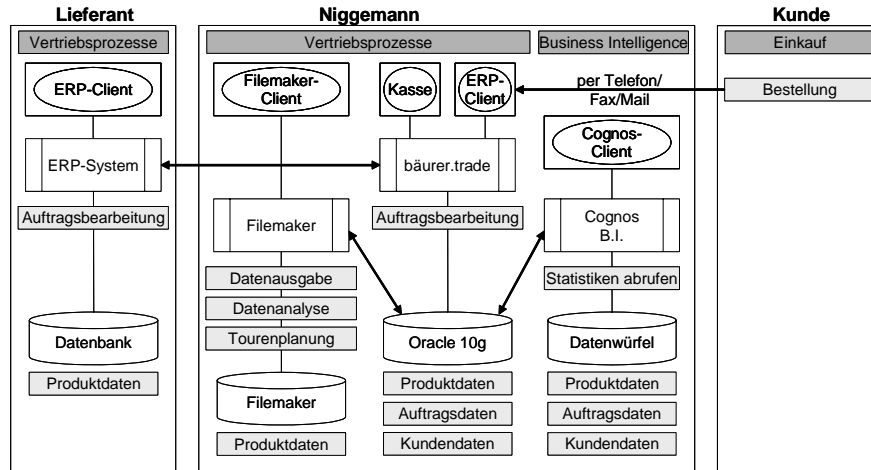 Lieferant
Niggemann
Kunde
Vertriebsprozesse
Vertriebsprozesse
Business Intelligence
Einkauf
ERP-Client
Filemaker-
Client
Kasse
ERP-
Client
per Telefon/
Fax/Mail
Bestellung
Cognos-
Client
ERP-System
bäurer.trade
Auftragsbearbeitung
Filemaker
Auftragsbearbeitung
Cognos
B.I.
Datenausgabe
Statistiken abrufen
Datenanalyse
Tourenplanung
Datenbank
Oracle 10g
Datenwürfel
Produktdaten
Produktdaten
Produktdaten
Filemaker
Auftragsdaten
Auftragsdaten
Produktdaten
Kundendaten
Kundendaten